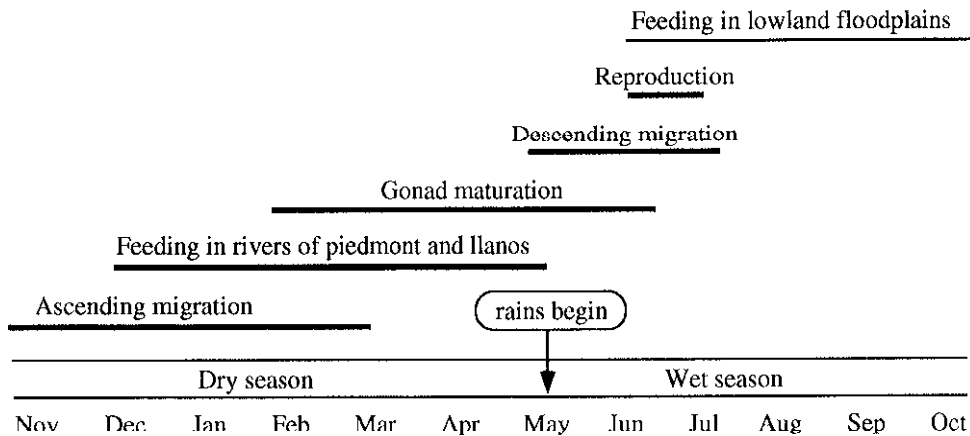 Feeding in lowland floodplains
Reproduction
Descending migration
Gonad maturation
Feeding in rivers of piedmont and llanos
Ascending migration
rains begin
Dry season Wet season
Nov Dec Jan Feb Mar Apr May Jun Jul Aug Sep Oct